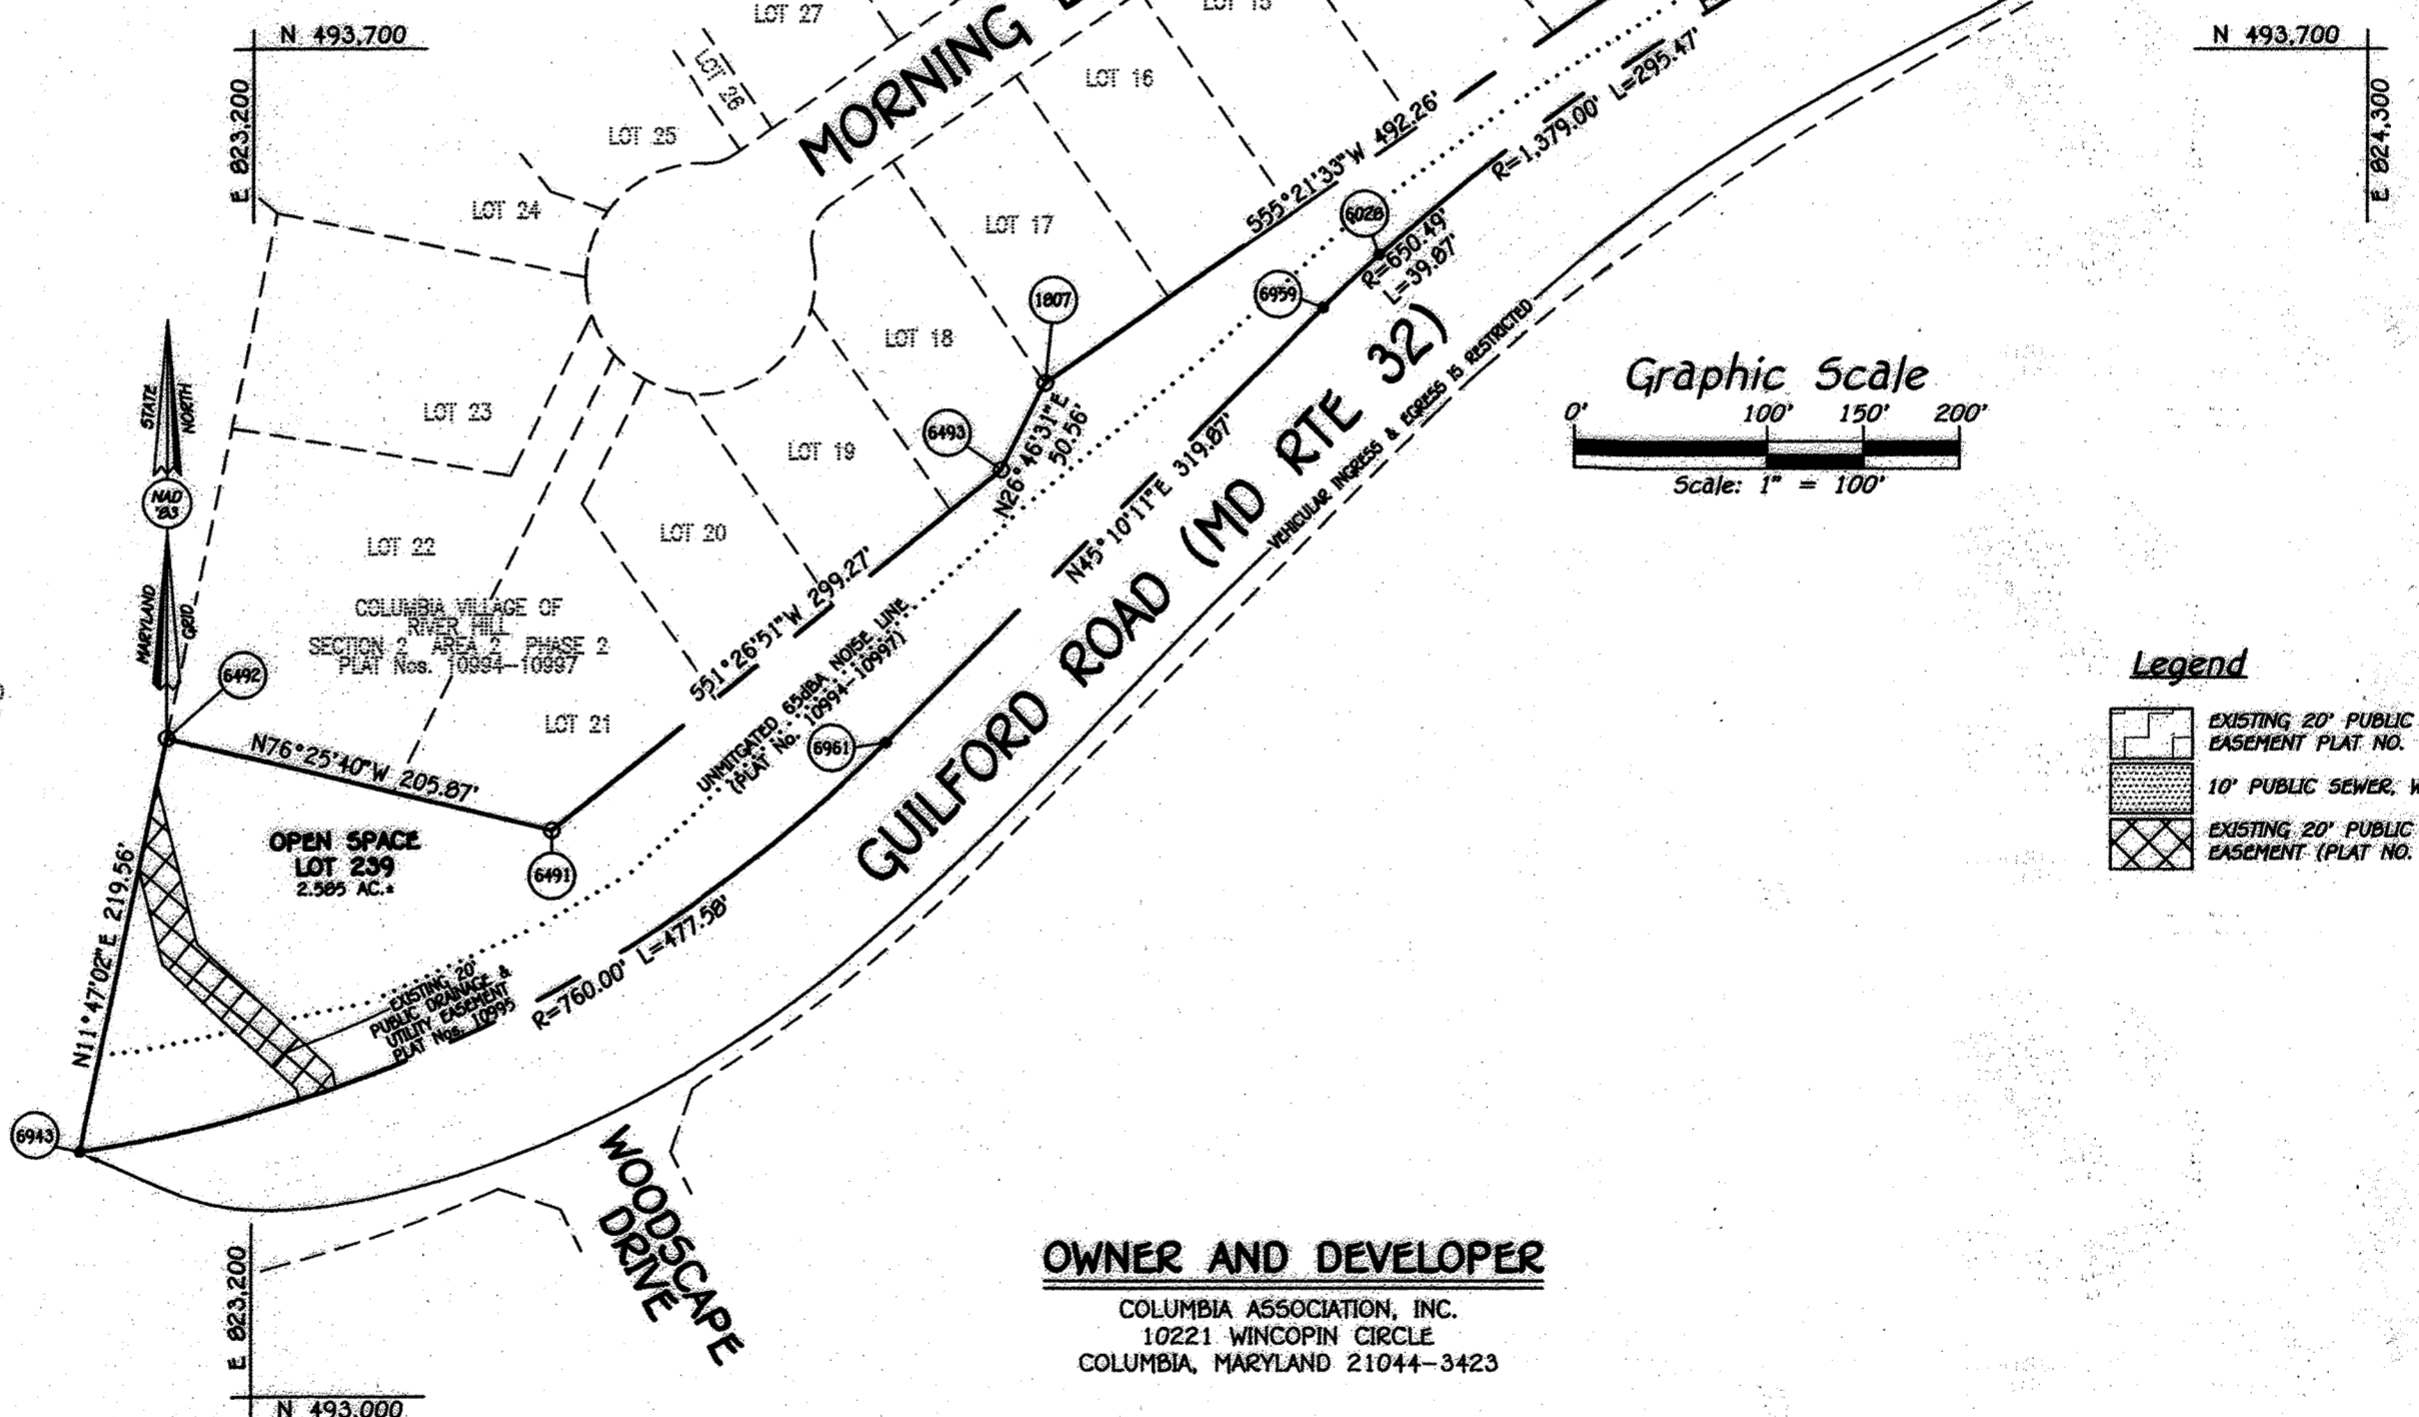 N 493,700
E 823,200
N 493,700
E 824,300
LOT 27
LOT 26
LOT 25
LOT 24
LOT 23
LOT 22
LOT 21
LOT 20
LOT 19
LOT 18
LOT 17
LOT 16
LOT 15
MORNING
S55°21'33"W 492.26'
R=1,379.00' L=295.47'
6028
R=650.49'
L=39.87'
6959
1807
6493
N26°46'31"E
50.56'
N45°10'11"E 319.87'
S51°26'51"W 299.27'
UNMITGATED 65dBA NOISE LINE
(PLAT No. 10994-10997)
6961
GUILFORD ROAD (MD RTE 32)
VEHICULAR INGRESS & EGRESS IS RESTRICTED
Graphic Scale
0' 100' 150' 200'
Scale: 1" = 100'
STATE
NORTH
NAD
'83
MARYLAND
GRID
COLUMBIA VILLAGE OF
RIVER HILL
SECTION 2 AREA 2 PHASE 2
PLAT Nos. 10994-10997
6492
N76°25'40"W 205.87'
6491
OPEN SPACE
LOT 239
2.585 AC.±
N11°47'02"E 219.56'
EXISTING 20'
PUBLIC DRAINAGE &
UTILITY EASEMENT
PLAT Nos. 10995
R=760.00' L=477.58'
6943
WOODSCAPE
DRIVE
Legend
EXISTING 20' PUBLIC
EASEMENT PLAT NO.
10' PUBLIC SEWER, W
EXISTING 20' PUBLIC
EASEMENT (PLAT NO.
OWNER AND DEVELOPER
COLUMBIA ASSOCIATION, INC.
10221 WINCOPIN CIRCLE
COLUMBIA, MARYLAND 21044-3423
E 823,200
N 493,000